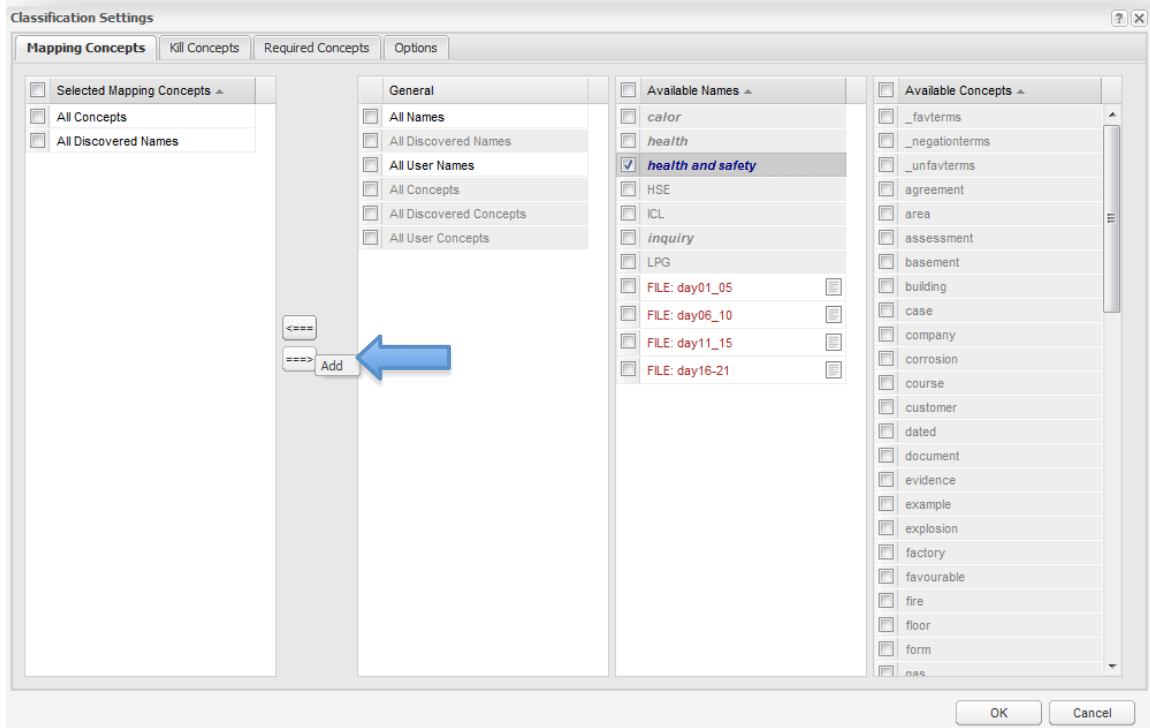 Classification Settings
Mapping Concepts
Kill Concepts
Required Concepts
Options
Selected Mapping Concepts
All Concepts
All Discovered Names
<===
===>
Add
General
All Names
All Discovered Names
All User Names
All Concepts
All Discovered Concepts
All User Concepts
Available Names
calor
health
health and safety
HSE
ICL
inquiry
LPG
FILE: day01_05
FILE: day06_10
FILE: day11_15
FILE: day16-21
Available Concepts
_favterms
_negationterms
_unfavterms
agreement
area
assessment
basement
building
case
company
corrosion
course
customer
dated
document
evidence
example
explosion
factory
favourable
fire
floor
form
gas
OK
Cancel